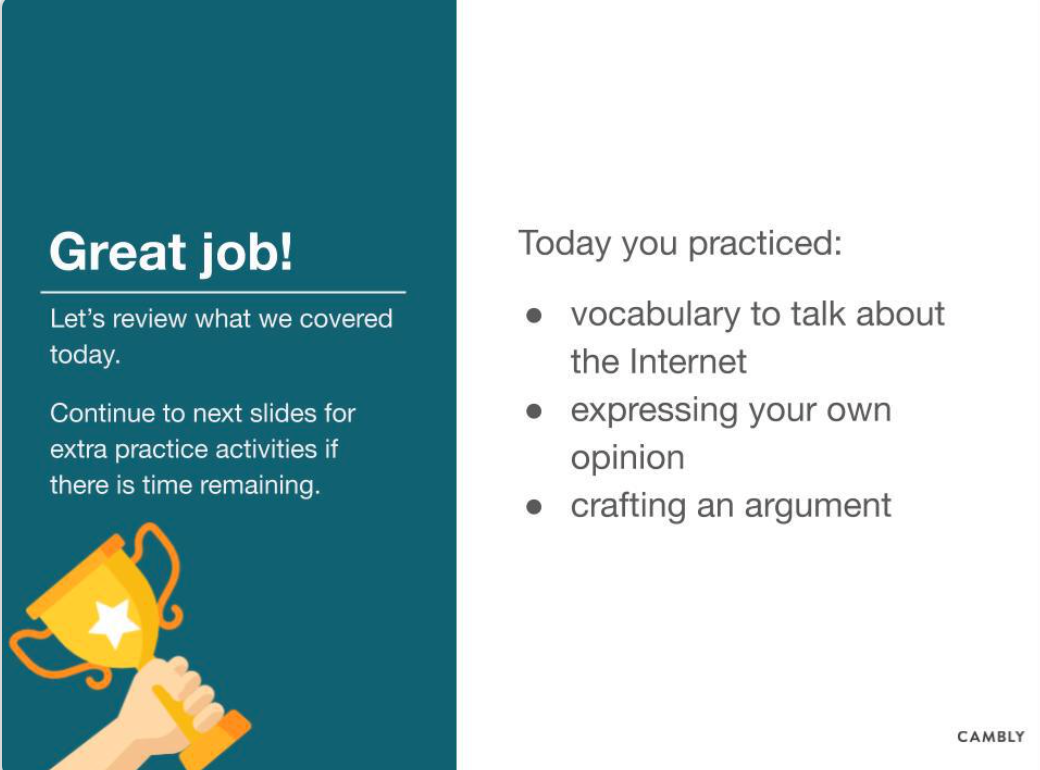 Great job!
Let’s review what we covered
today.
Continue to next slides for
extra practice activities if
there is time remaining.
Today you practiced:
● vocabulary to talk about
the Internet
● expressing your own
opinion
● crafting an argument
CAMBLY